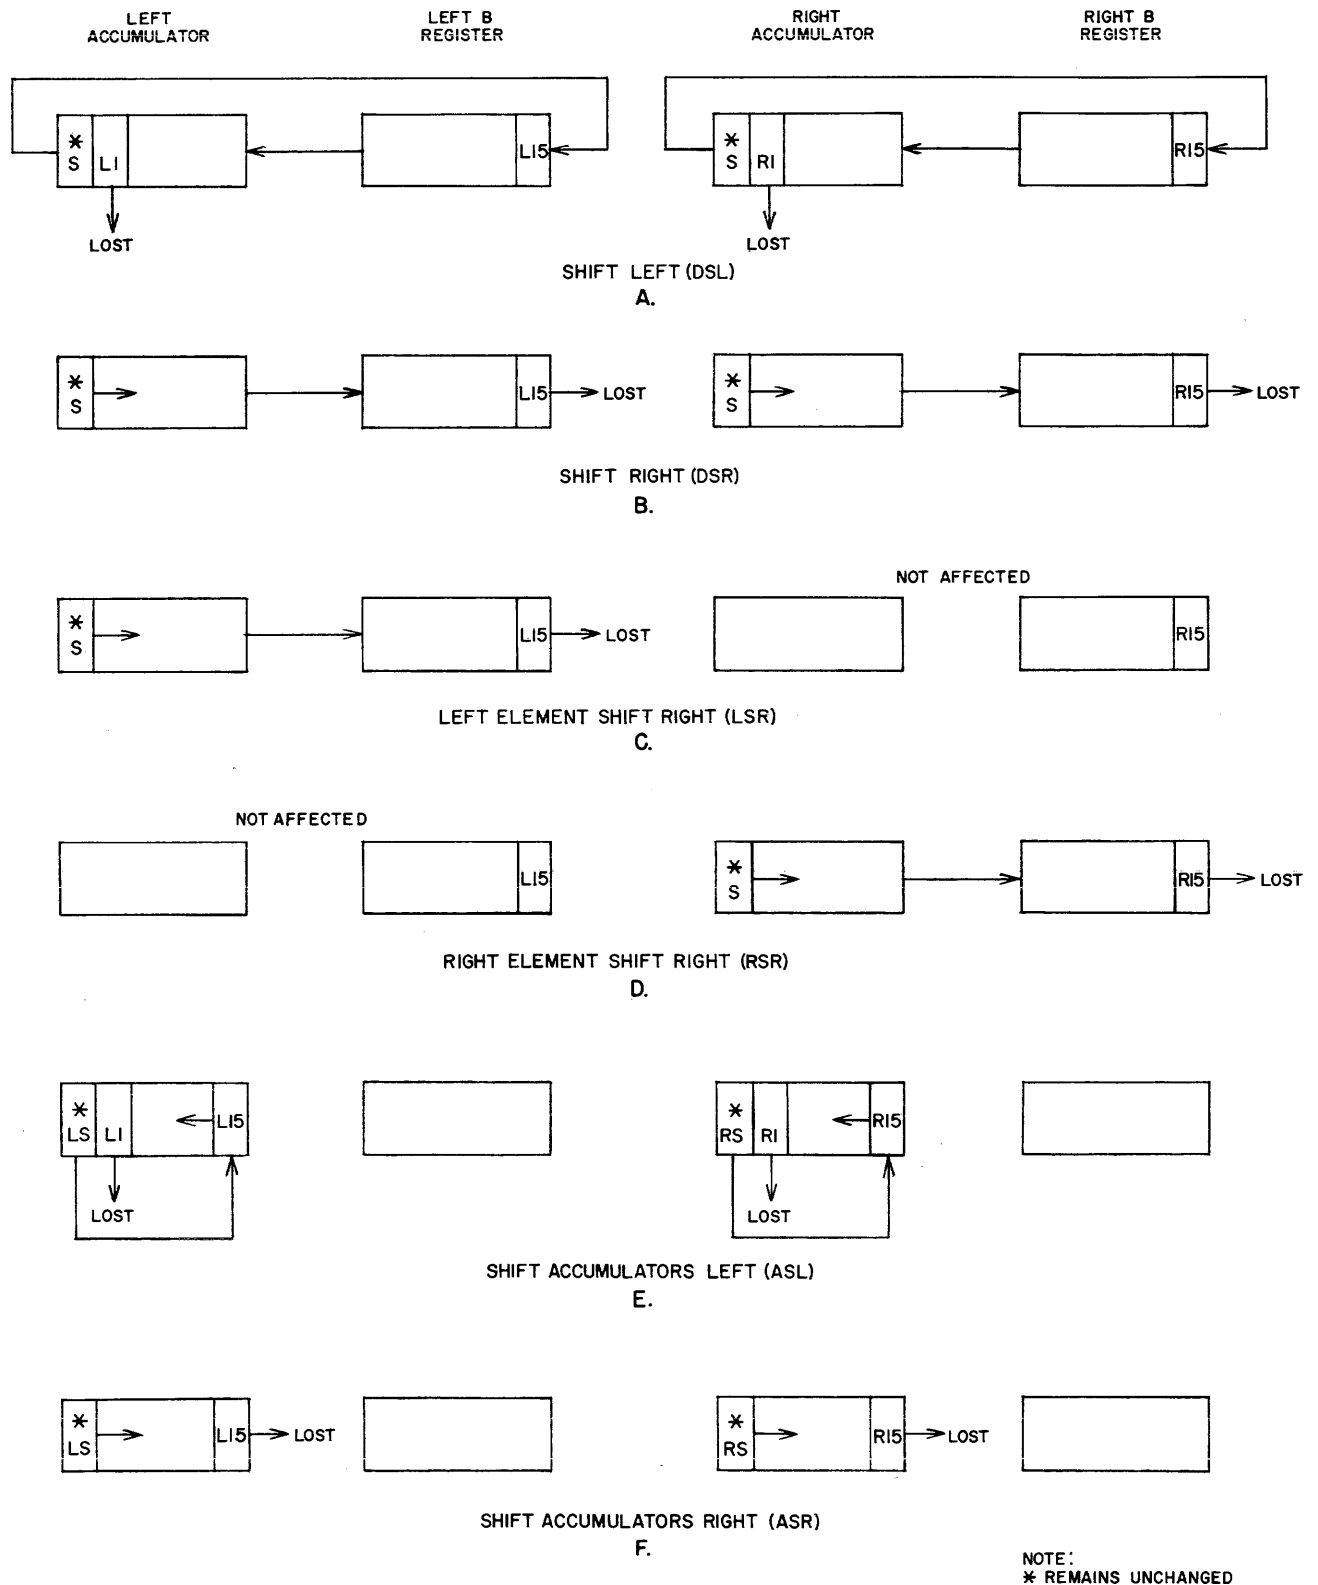 LEFT
ACCUMULATOR
LEFT B
REGISTER
RIGHT
ACCUMULATOR
RIGHT B
REGISTER
*
S
L1
L15
*
S
R1
R15
LOST
LOST
SHIFT LEFT (DSL)
A.
*
S
L15
LOST
*
S
R15
LOST
SHIFT RIGHT (DSR)
B.
NOT AFFECTED
*
S
L15
LOST
R15
LEFT ELEMENT SHIFT RIGHT (LSR)
C.
NOT AFFECTED
L15
*
S
R15
LOST
RIGHT ELEMENT SHIFT RIGHT (RSR)
D.
*
LS
L1
L15
*
RS
R1
R15
LOST
LOST
SHIFT ACCUMULATORS LEFT (ASL)
E.
*
LS
L15
LOST
*
RS
R15
LOST
SHIFT ACCUMULATORS RIGHT (ASR)
F.
NOTE:
* REMAINS UNCHANGED